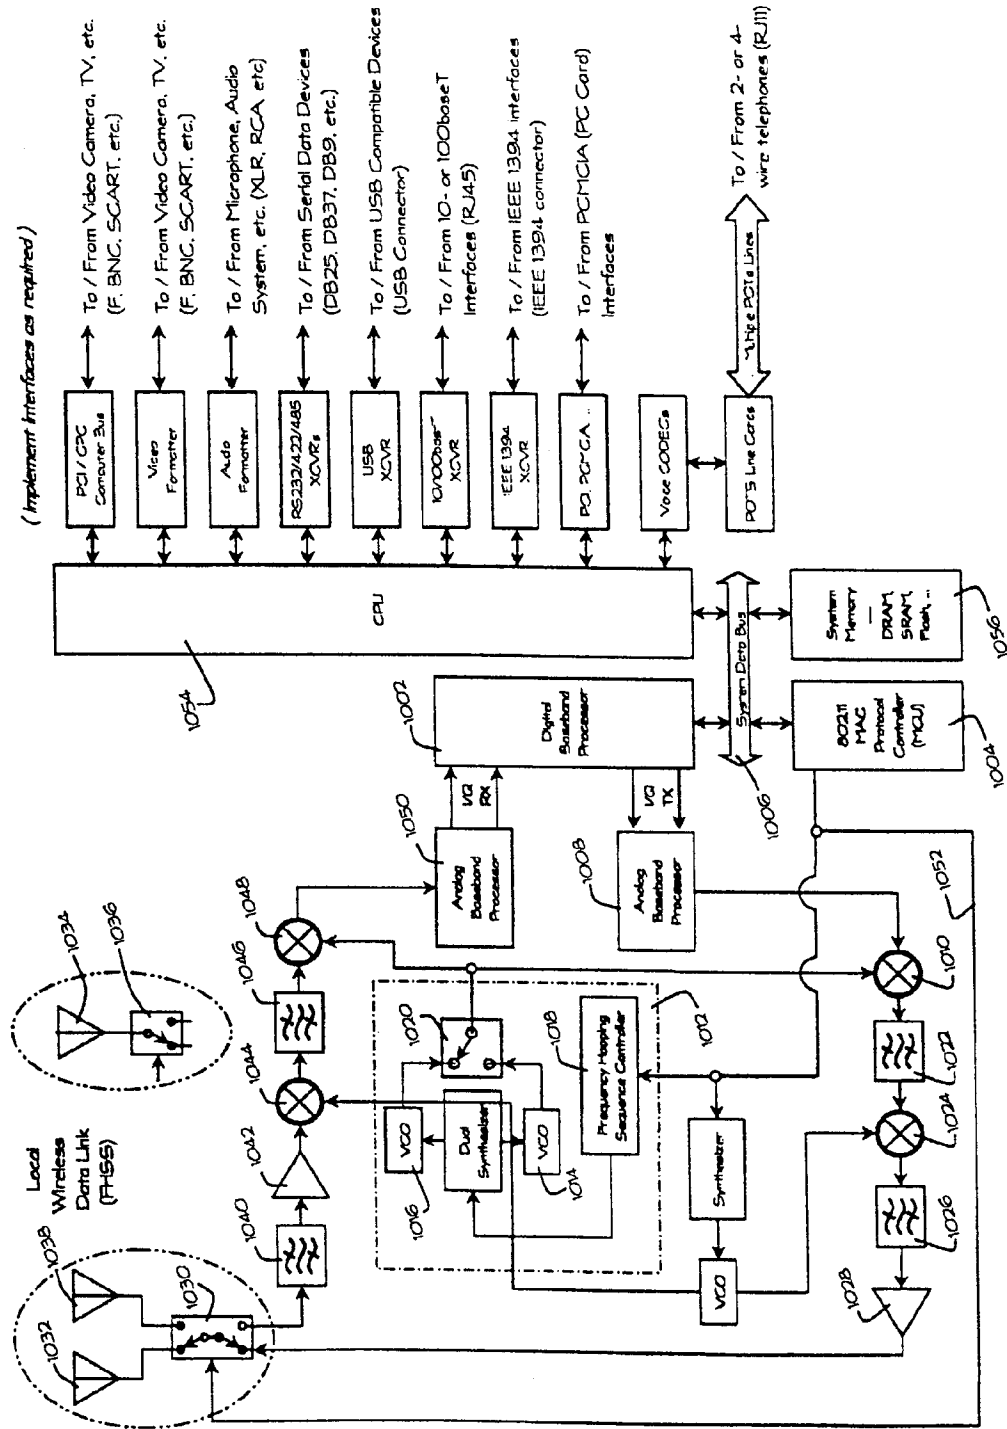 ( Implement Interfaces as required )
To / From Video Camera, TV, etc.
(F, BNC, SCART, etc.)
To / From Video Camera, TV, etc.
(F, BNC, SCART, etc.)
To / From Microphone, Audio
System, etc. (XLR, RCA, etc)
To / From Serial Data Devices
(DB25, DB37, DB9, etc.)
To / From USB Compatible Devices
(USB Connector)
To / From 10- or 100baseT
Interfaces (RJ45)
To / From IEEE 1394 interfaces
(IEEE 1394 connector)
To / From PCMCIA (PC Card)
Interfaces
To / From 2- or 4-
wire telephones (RJ11)
PCI / CPC
Computer Bus
Video
Formatter
Audio
Formatter
RS232/422/485
XCVRs
USB
XCVR
XCVR
IEEE 1394
XCVR
Voice CODECs
Line Cards
Lines
CPU
1054
System Data Bus
1006
System
Memory
—
DRAM,
SRAM,
Flash, ...
1056
Digital
Baseband
Processor
1002
802.11
MAC
Protocol
Controller
(MCU)
1004
I/Q
RX
I/Q
TX
Analog
Baseband
Processor
1050
Analog
Baseband
Processor
1008
1052
1034
1036
1048
1046
1044
1042
1040
Local
Wireless
Data Link
(FHSS)
1038
1032
1030
1020
1018
1012
Frequency Hopping
Sequence Controller
Dual
Synthesizer
VCO
1016
VCO
1014
Synthesizer
VCO
1010
1022
1024
1026
1028